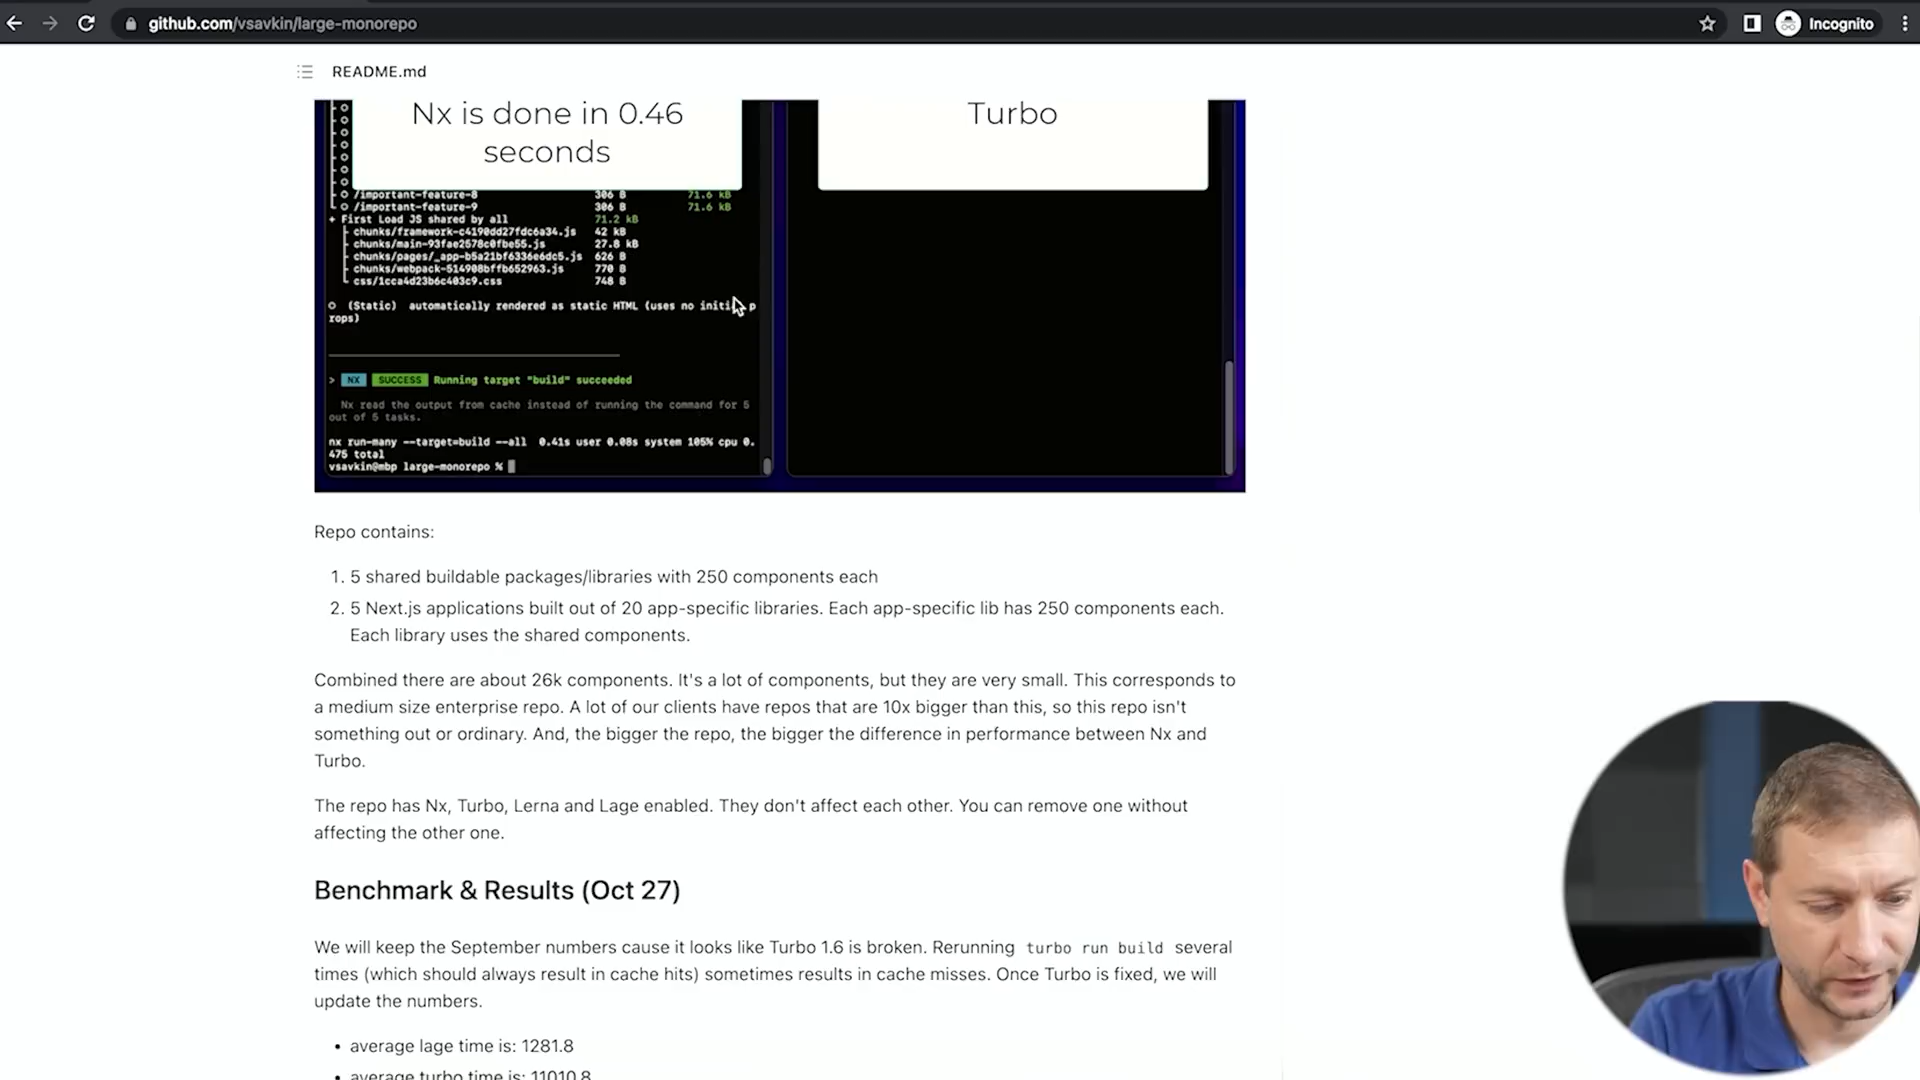 github.com/vsavkin/large-monorepo
Incognito
README.md
Nx is done in 0.46
seconds
Turbo
/important-feature-8 306 B 71.6 kB
/important-feature-9 306 B 71.6 kB
+ First Load JS shared by all 71.2 kB
chunks/framework-c4190dd27fdc6a34.js 42 kB
chunks/main-93fae2578c0fbe55.js 27.8 kB
chunks/pages/_app-b5a21bf6336e6dc5.js 626 B
chunks/webpack-514908bffb652963.js 770 B
css/1cca4d23b6c403c9.css 748 B
(Static) automatically rendered as static HTML (uses no initi p
rops)
> NX SUCCESS Running target "build" succeeded
Nx read the output from cache instead of running the command for 5
out of 5 tasks.
nx run-many --target=build --all 0.41s user 0.08s system 105% cpu 0.
475 total
vsavkin@mbp large-monorepo %
Repo contains:
1. 5 shared buildable packages/libraries with 250 components each
2. 5 Next.js applications built out of 20 app-specific libraries. Each app-specific lib has 250 components each.
Each library uses the shared components.
Combined there are about 26k components. It's a lot of components, but they are very small. This corresponds to
a medium size enterprise repo. A lot of our clients have repos that are 10x bigger than this, so this repo isn't
something out or ordinary. And, the bigger the repo, the bigger the difference in performance between Nx and
Turbo.
The repo has Nx, Turbo, Lerna and Lage enabled. They don't affect each other. You can remove one without
affecting the other one.
Benchmark & Results (Oct 27)
We will keep the September numbers cause it looks like Turbo 1.6 is broken. Rerunning turbo run build several
times (which should always result in cache hits) sometimes results in cache misses. Once Turbo is fixed, we will
update the numbers.
• average lage time is: 1281.8
• average turbo time is: 11010.8